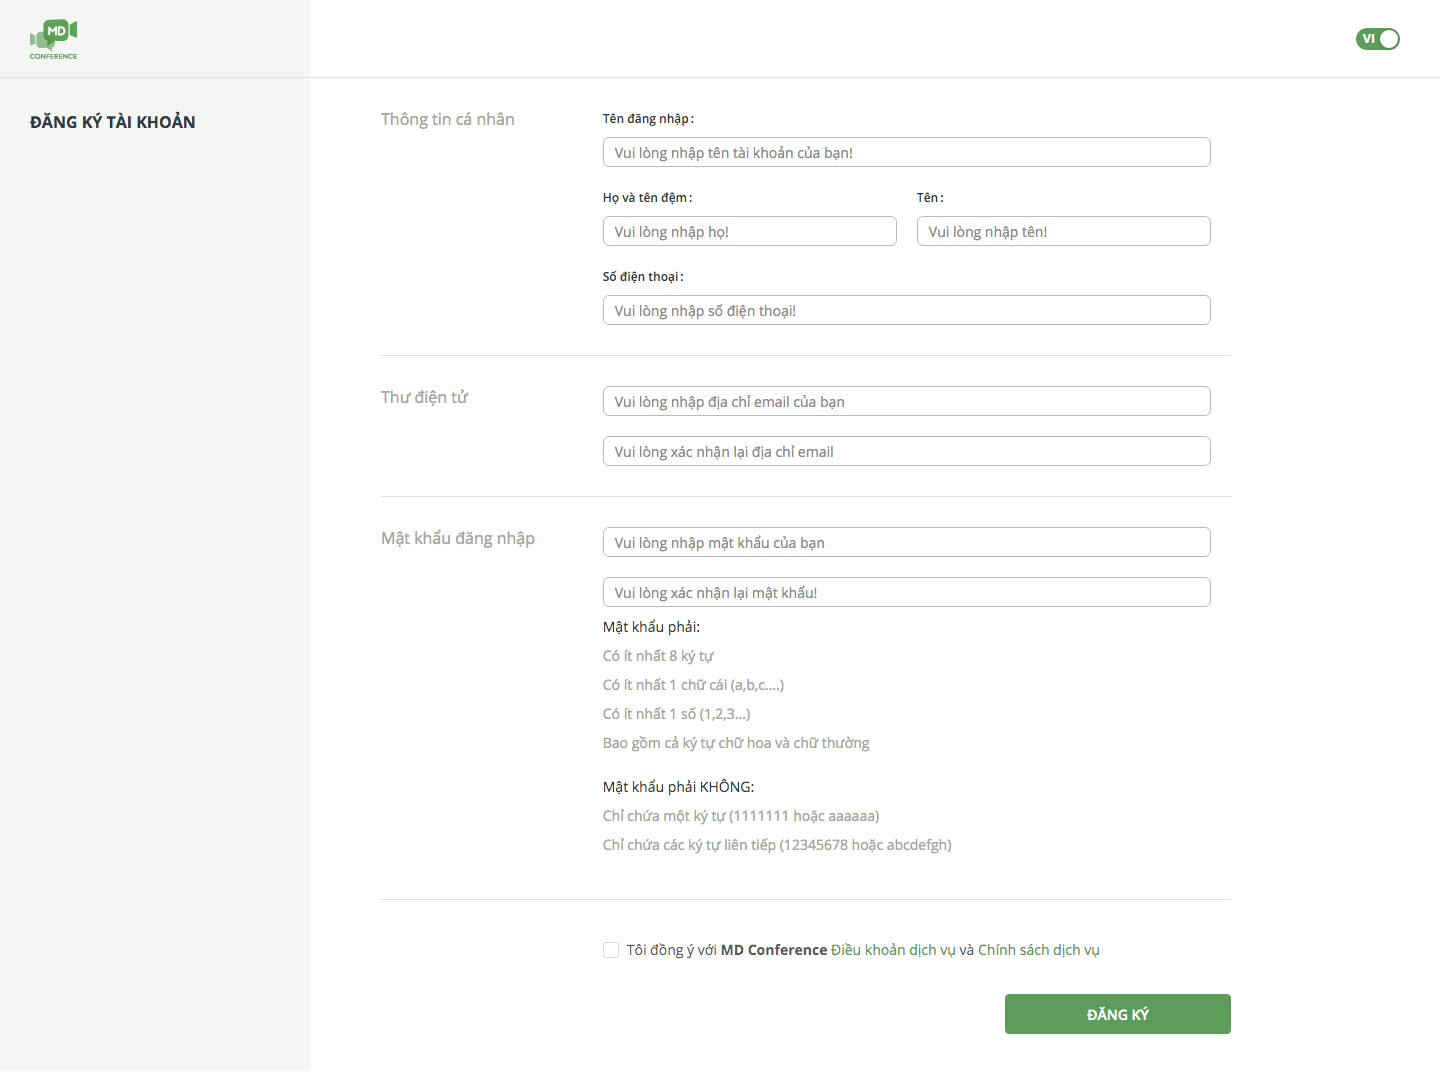 MD
CONFERENCE
VI
ĐĂNG KÝ TÀI KHOẢN
Thông tin cá nhân
Tên đăng nhập:
Vui lòng nhập tên tài khoản của bạn!
Họ và tên đệm:
Tên:
Vui lòng nhập họ!
Vui lòng nhập tên!
Số điện thoại:
Vui lòng nhập số điện thoại!
Thư điện tử
Vui lòng nhập địa chỉ email của bạn
Vui lòng xác nhận lại địa chỉ email
Mật khẩu đăng nhập
Vui lòng nhập mật khẩu của bạn
Vui lòng xác nhận lại mật khẩu!
Mật khẩu phải:
Có ít nhất 8 ký tự
Có ít nhất 1 chữ cái (a,b,c....)
Có ít nhất 1 số (1,2,3...)
Bao gồm cả ký tự chữ hoa và chữ thường
Mật khẩu phải KHÔNG:
Chỉ chứa một ký tự (1111111 hoặc aaaaaa)
Chỉ chứa các ký tự liên tiếp (12345678 hoặc abcdefgh)
Tôi đồng ý với MD Conference Điều khoản dịch vụ và Chính sách dịch vụ
ĐĂNG KÝ